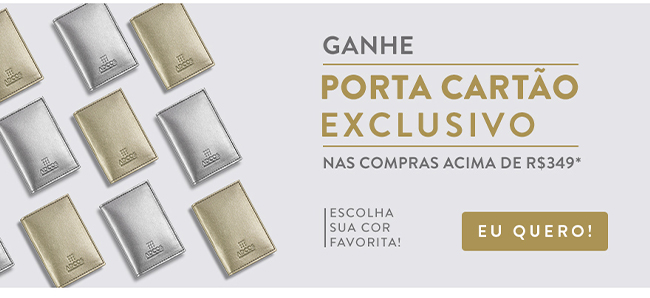 GANHE
PORTA CARTÃO
EXCLUSIVO
NAS COMPRAS ACIMA DE R$349*
ESCOLHA
SUA COR
FAVORITA!
EU QUERO!